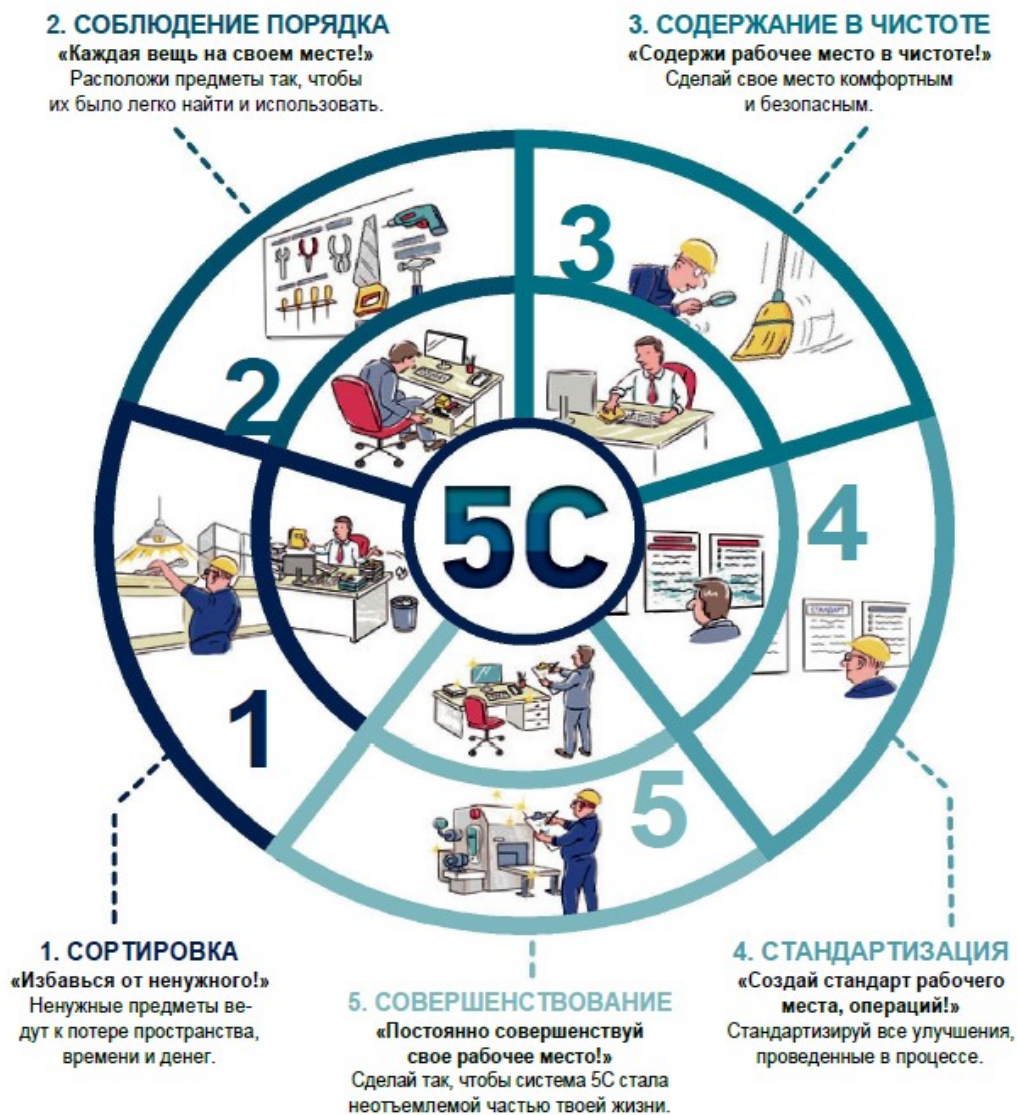 2. СОБЛЮДЕНИЕ ПОРЯДКА
«Каждая вещь на своем месте!»
Расположи предметы так, чтобы
их было легко найти и использовать.
3. СОДЕРЖАНИЕ В ЧИСТОТЕ
«Содержи рабочее место в чистоте!»
Сделай свое место комфортным
и безопасным.
3
2
5С
4
СТАНДАРТ
1
5
1. СОРТИРОВКА
«Избавься от ненужного!»
Ненужные предметы ве-
дут к потере пространства,
времени и денег.
5. СОВЕРШЕНСТВОВАНИЕ
«Постоянно совершенствуй
свое рабочее место!»
Сделай так, чтобы система 5С стала
неотъемлемой частью твоей жизни.
4. СТАНДАРТИЗАЦИЯ
«Создай стандарт рабочего
места, операций!»
Стандартизируй все улучшения,
проведенные в процессе.